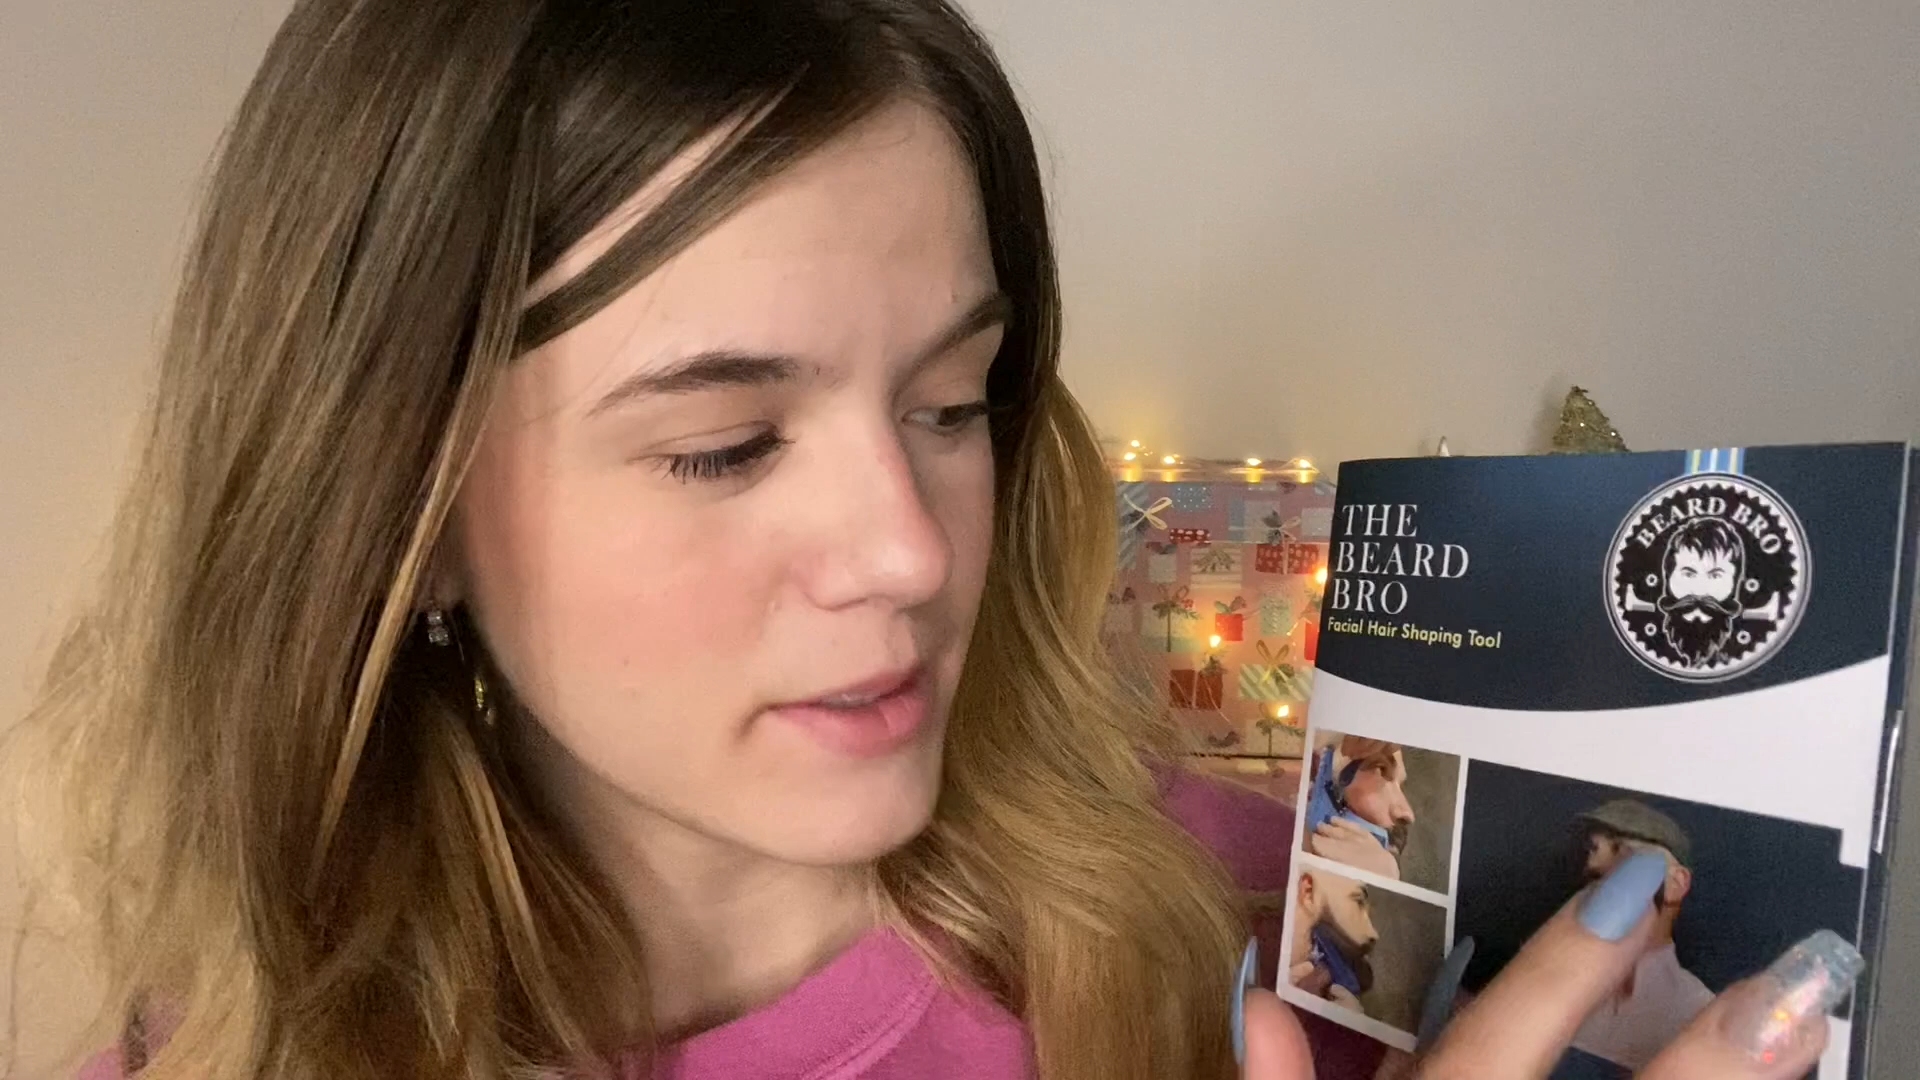 THE
BEARD
BRO
Facial Hair Shaping Tool
BEARD BRO